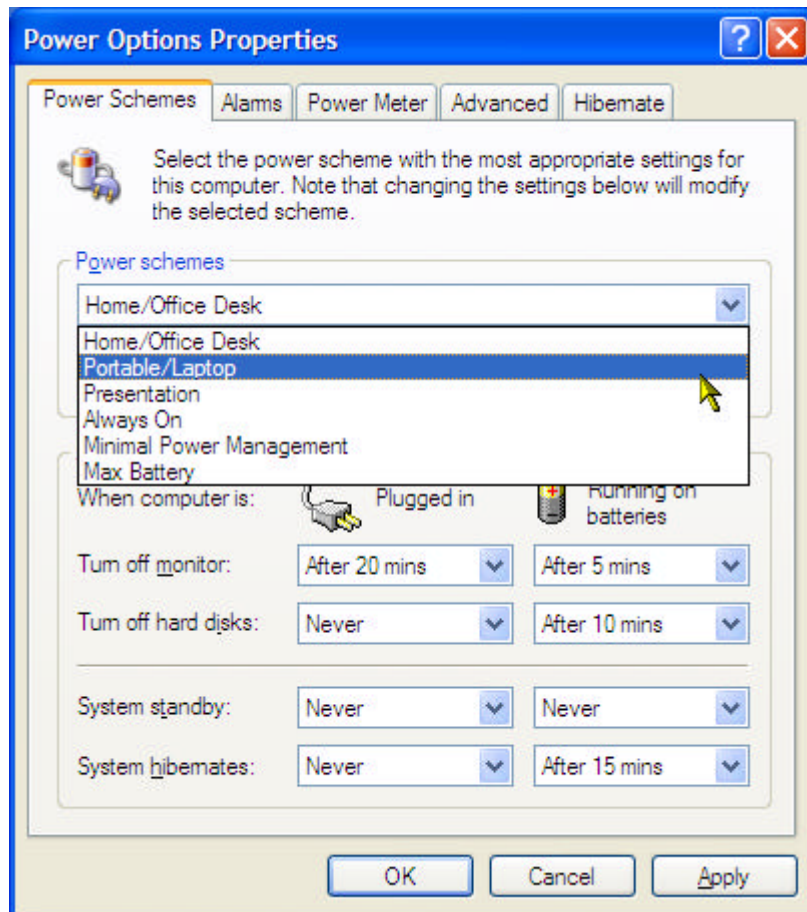 Power Options Properties
Power Schemes Alarms Power Meter Advanced Hibernate
Select the power scheme with the most appropriate settings for
this computer. Note that changing the settings below will modify
the selected scheme.
Power schemes
Home/Office Desk
Home/Office Desk
Portable/Laptop
Presentation
Always On
Minimal Power Management
Max Battery
When computer is: Plugged in Running on
batteries
Turn off monitor: After 20 mins After 5 mins
Turn off hard disks: Never After 10 mins
System standby: Never Never
System hibernates: Never After 15 mins
OK Cancel Apply